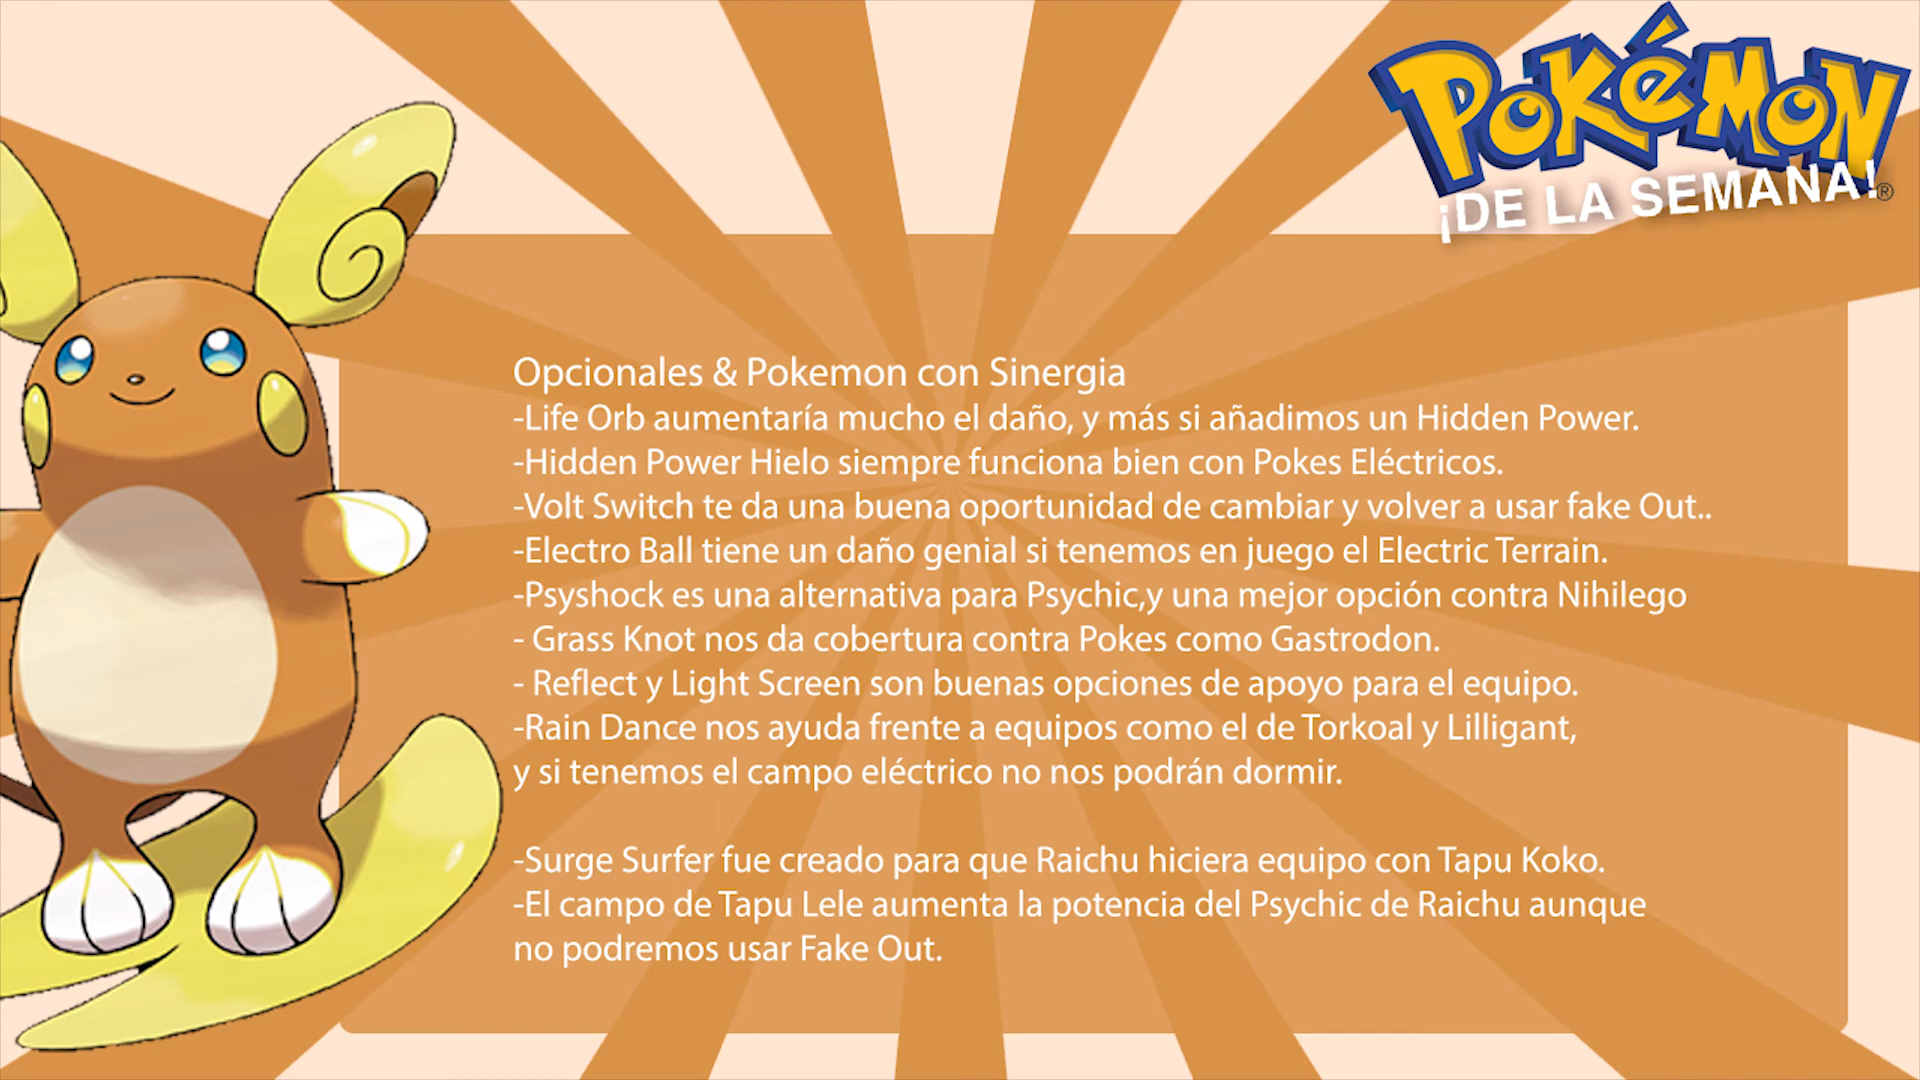 POKéMON
¡DE LA SEMANA!®
Opcionales & Pokemon con Sinergia
-Life Orb aumentaría mucho el daño, y más si añadimos un Hidden Power.
-Hidden Power Hielo siempre funciona bien con Pokes Eléctricos.
-Volt Switch te da una buena oportunidad de cambiar y volver a usar fake Out..
-Electro Ball tiene un daño genial si tenemos en juego el Electric Terrain.
-Psyshock es una alternativa para Psychic,y una mejor opción contra Nihilego
- Grass Knot nos da cobertura contra Pokes como Gastrodon.
- Reflect y Light Screen son buenas opciones de apoyo para el equipo.
-Rain Dance nos ayuda frente a equipos como el de Torkoal y Lilligant,
y si tenemos el campo eléctrico no nos podrán dormir.
-Surge Surfer fue creado para que Raichu hiciera equipo con Tapu Koko.
-El campo de Tapu Lele aumenta la potencia del Psychic de Raichu aunque
no podremos usar Fake Out.